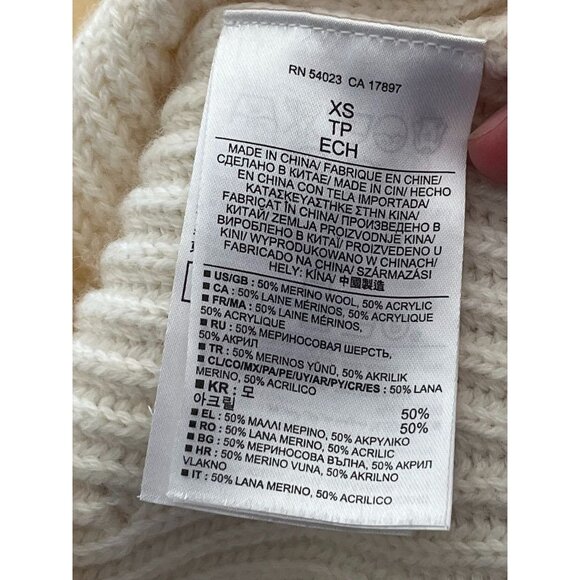 RN 54023 CA 17897
XS
TP
ECH
MADE IN CHINA/ FABRIQUE EN CHINE/
СДЕЛАНО В КИТАЕ/ MADE IN CIN/ HECHO
EN CHINA CON TELA IMPORTADA/
ΚΑΤΑΣΚΕΥΑΣΤΗΚΕ ΣΤΗΝ ΚΙΝΑ/
FABRICAT ÎN CHINA/ ПРОИЗВЕДЕНО В
КИТАЙ/ ZEMLJA PROIZVODNJE KINA/
ВИРОБЛЕНО В КИТАЇ/ PROIZVEDENO U
KINI/ WYPRODUKOWANO W CHINACH/
FABRICADO NA CHINA/ SZÁRMAZÁSI
HELY: KÍNA/ 中國製造
■ US/GB : 50% MERINO WOOL, 50% ACRYLIC
■ CA : 50% LAINE MÉRINOS, 50% ACRYLIQUE
■ FR/MA : 50% LAINE MÉRINOS,
50% ACRYLIQUE
■ RU : 50% МЕРИНОСОВАЯ ШЕРСТЬ,
50% АКРИЛ
■ TR : 50% MERINOS YÜNÜ, 50% AKRİLİK
■ CL/CO/MX/PA/PE/UY/AR/PY/CR/ES : 50% LANA
MERINO, 50% ACRILICO
■ KR : 모 50%
아크릴 50%
■ EL : 50% ΜΑΛΛΙ ΜΕΡΙΝΟ, 50% ΑΚΡΥΛΙΚΟ
■ RO : 50% LANA MERINO, 50% ACRILIC
■ BG : 50% МЕРИНОСОВА ВЪЛНА, 50% АКРИЛ
■ HR : 50% MERINO VUNA, 50% AKRILNO
VLAKNO
■ IT : 50% LANA MERINO, 50% ACRILICO